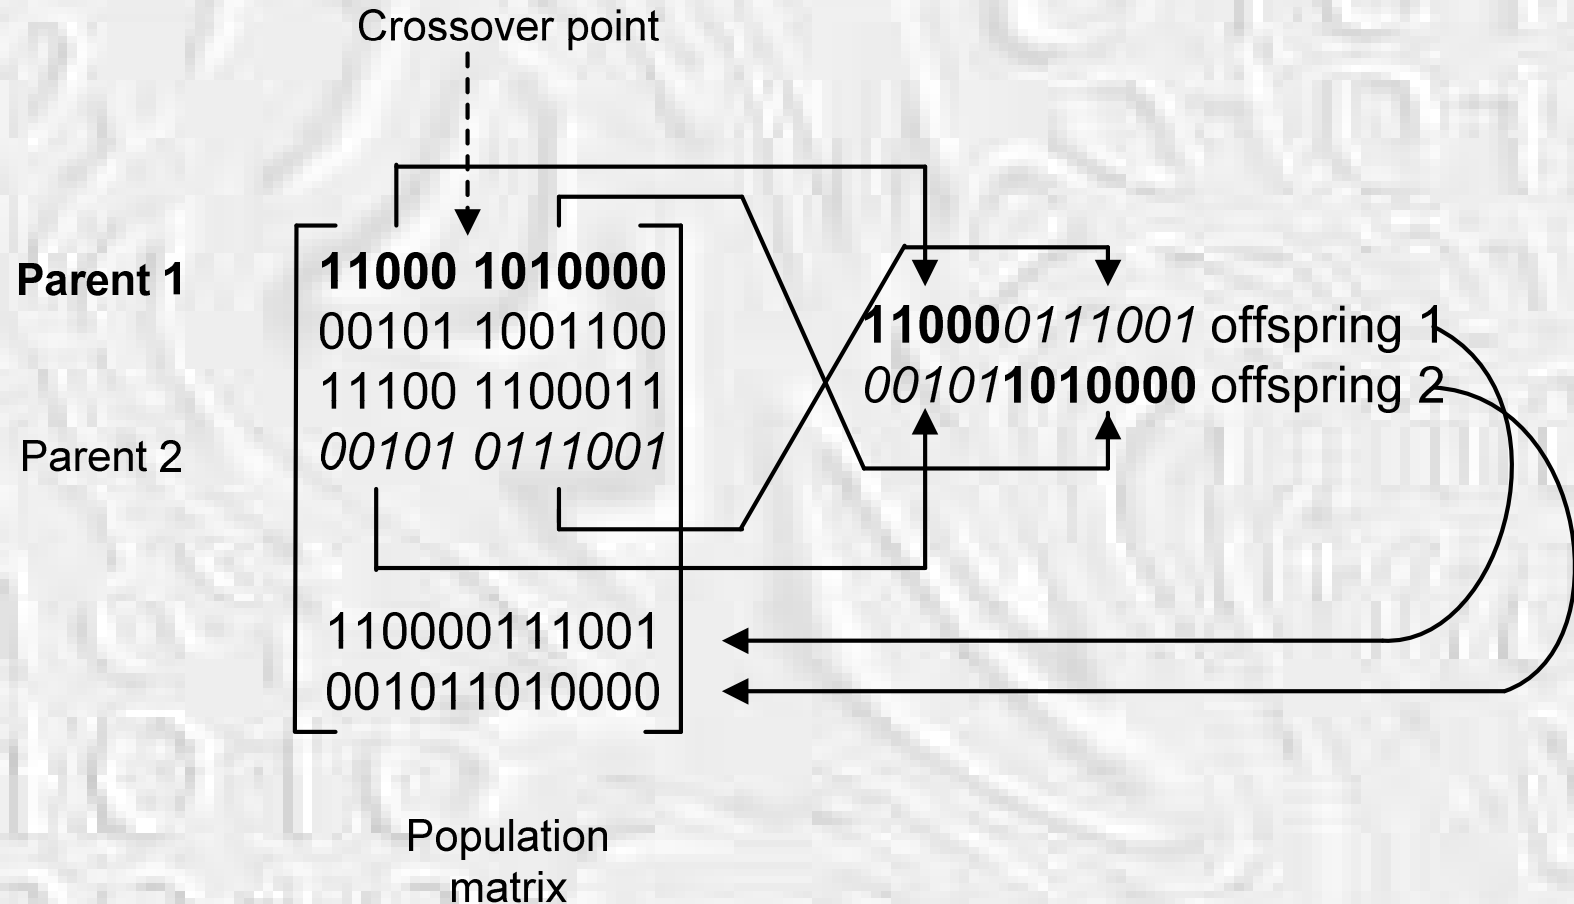 Crossover point
Parent 1
11000 1010000
00101 1001100
11100 1100011
Parent 2
00101 0111001
110000111001
001011010000
110000111001 offspring 1
001011010000 offspring 2
Population
matrix